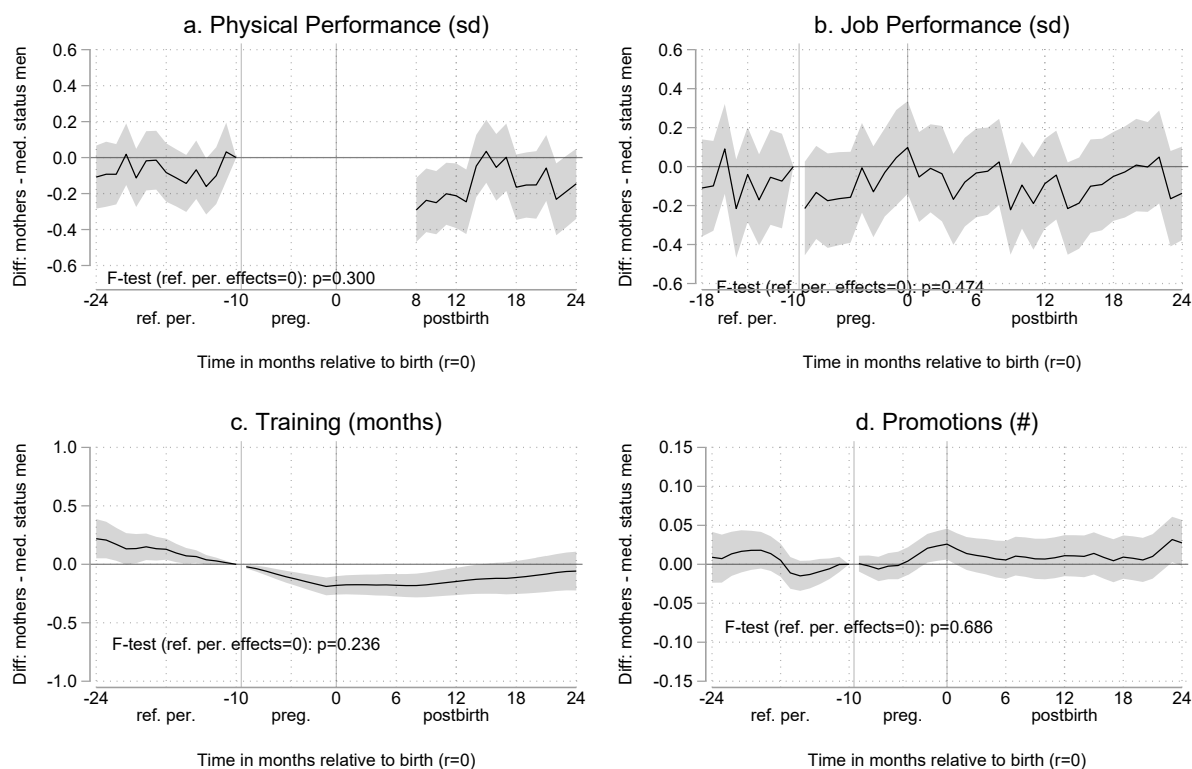 a. Physical Performance (sd)
Diff: mothers - med. status men
0.6
0.4
0.2
0.0
-0.2
-0.4
-0.6
F-test (ref. per. effects=0): p=0.300
-24 -10 0 8 12 18 24
ref. per. preg. postbirth
Time in months relative to birth (r=0)
b. Job Performance (sd)
Diff: mothers - med. status men
0.6
0.4
0.2
0.0
-0.2
-0.4
-0.6
F-test (ref. per. effects=0): p=0.474
-18 -10 0 6 12 18 24
ref. per. preg. postbirth
Time in months relative to birth (r=0)
c. Training (months)
Diff: mothers - med. status men
1.0
0.5
0.0
-0.5
-1.0
F-test (ref. per. effects=0): p=0.236
-24 -10 0 6 12 18 24
ref. per. preg. postbirth
Time in months relative to birth (r=0)
d. Promotions (#)
Diff: mothers - med. status men
0.15
0.10
0.05
0.00
-0.05
-0.10
-0.15
F-test (ref. per. effects=0): p=0.686
-24 -10 0 6 12 18 24
ref. per. preg. postbirth
Time in months relative to birth (r=0)